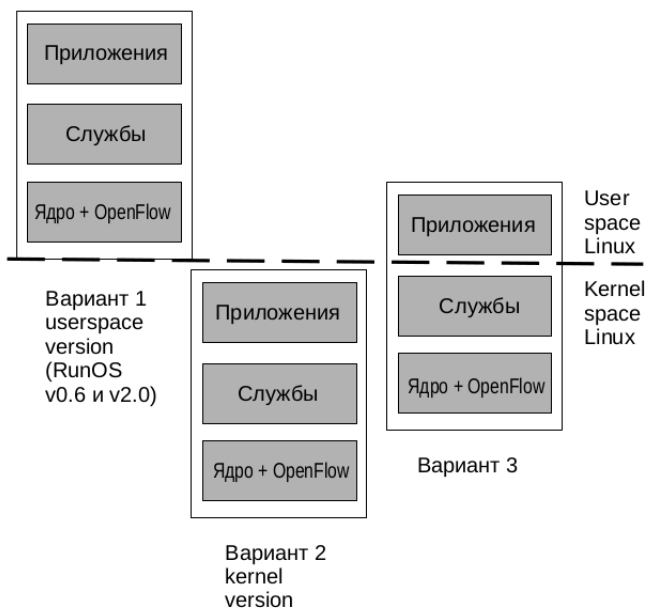 Приложения
Службы
Ядро + OpenFlow
Вариант 1
userspace
version
(RunOS
v0.6 и v2.0)
Приложения
Службы
Ядро + OpenFlow
Вариант 2
kernel
version
Приложения
Службы
Ядро + OpenFlow
Вариант 3
User
space
Linux
Kernel
space
Linux